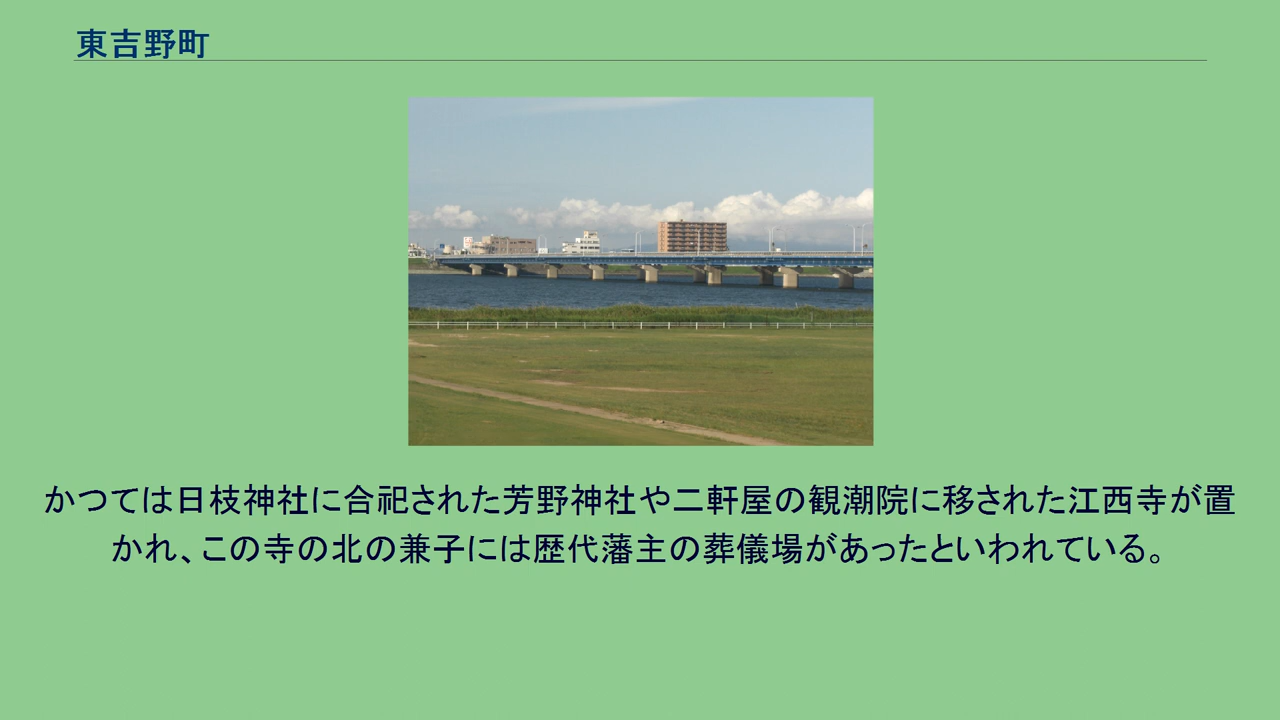 東吉野町
かつては日枝神社に合祀された芳野神社や二軒屋の観潮院に移された江西寺が置
かれ、この寺の北の兼子には歴代藩主の葬儀場があったといわれている。